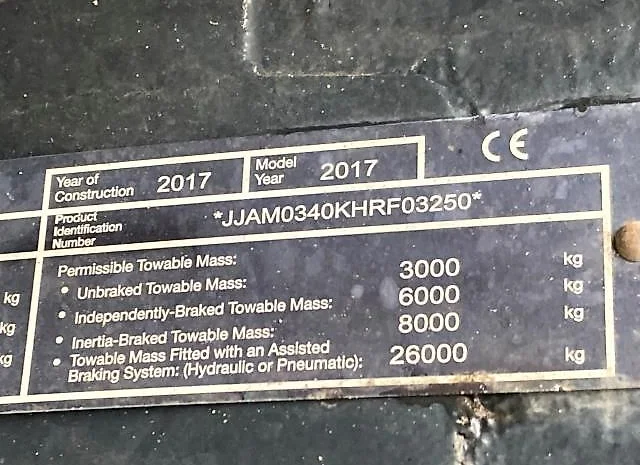 CE
Year of Construction 2017 Model Year 2017
Product Identification Number *JJAM0340KHRF03250*
Permissible Towable Mass:
• Unbraked Towable Mass: 3000 kg
• Independently-Braked Towable Mass: 6000 kg
• Inertia-Braked Towable Mass: 8000 kg
• Towable Mass Fitted with an Assisted
Braking System: (Hydraulic or Pneumatic): 26000 kg
kg
kg
kg